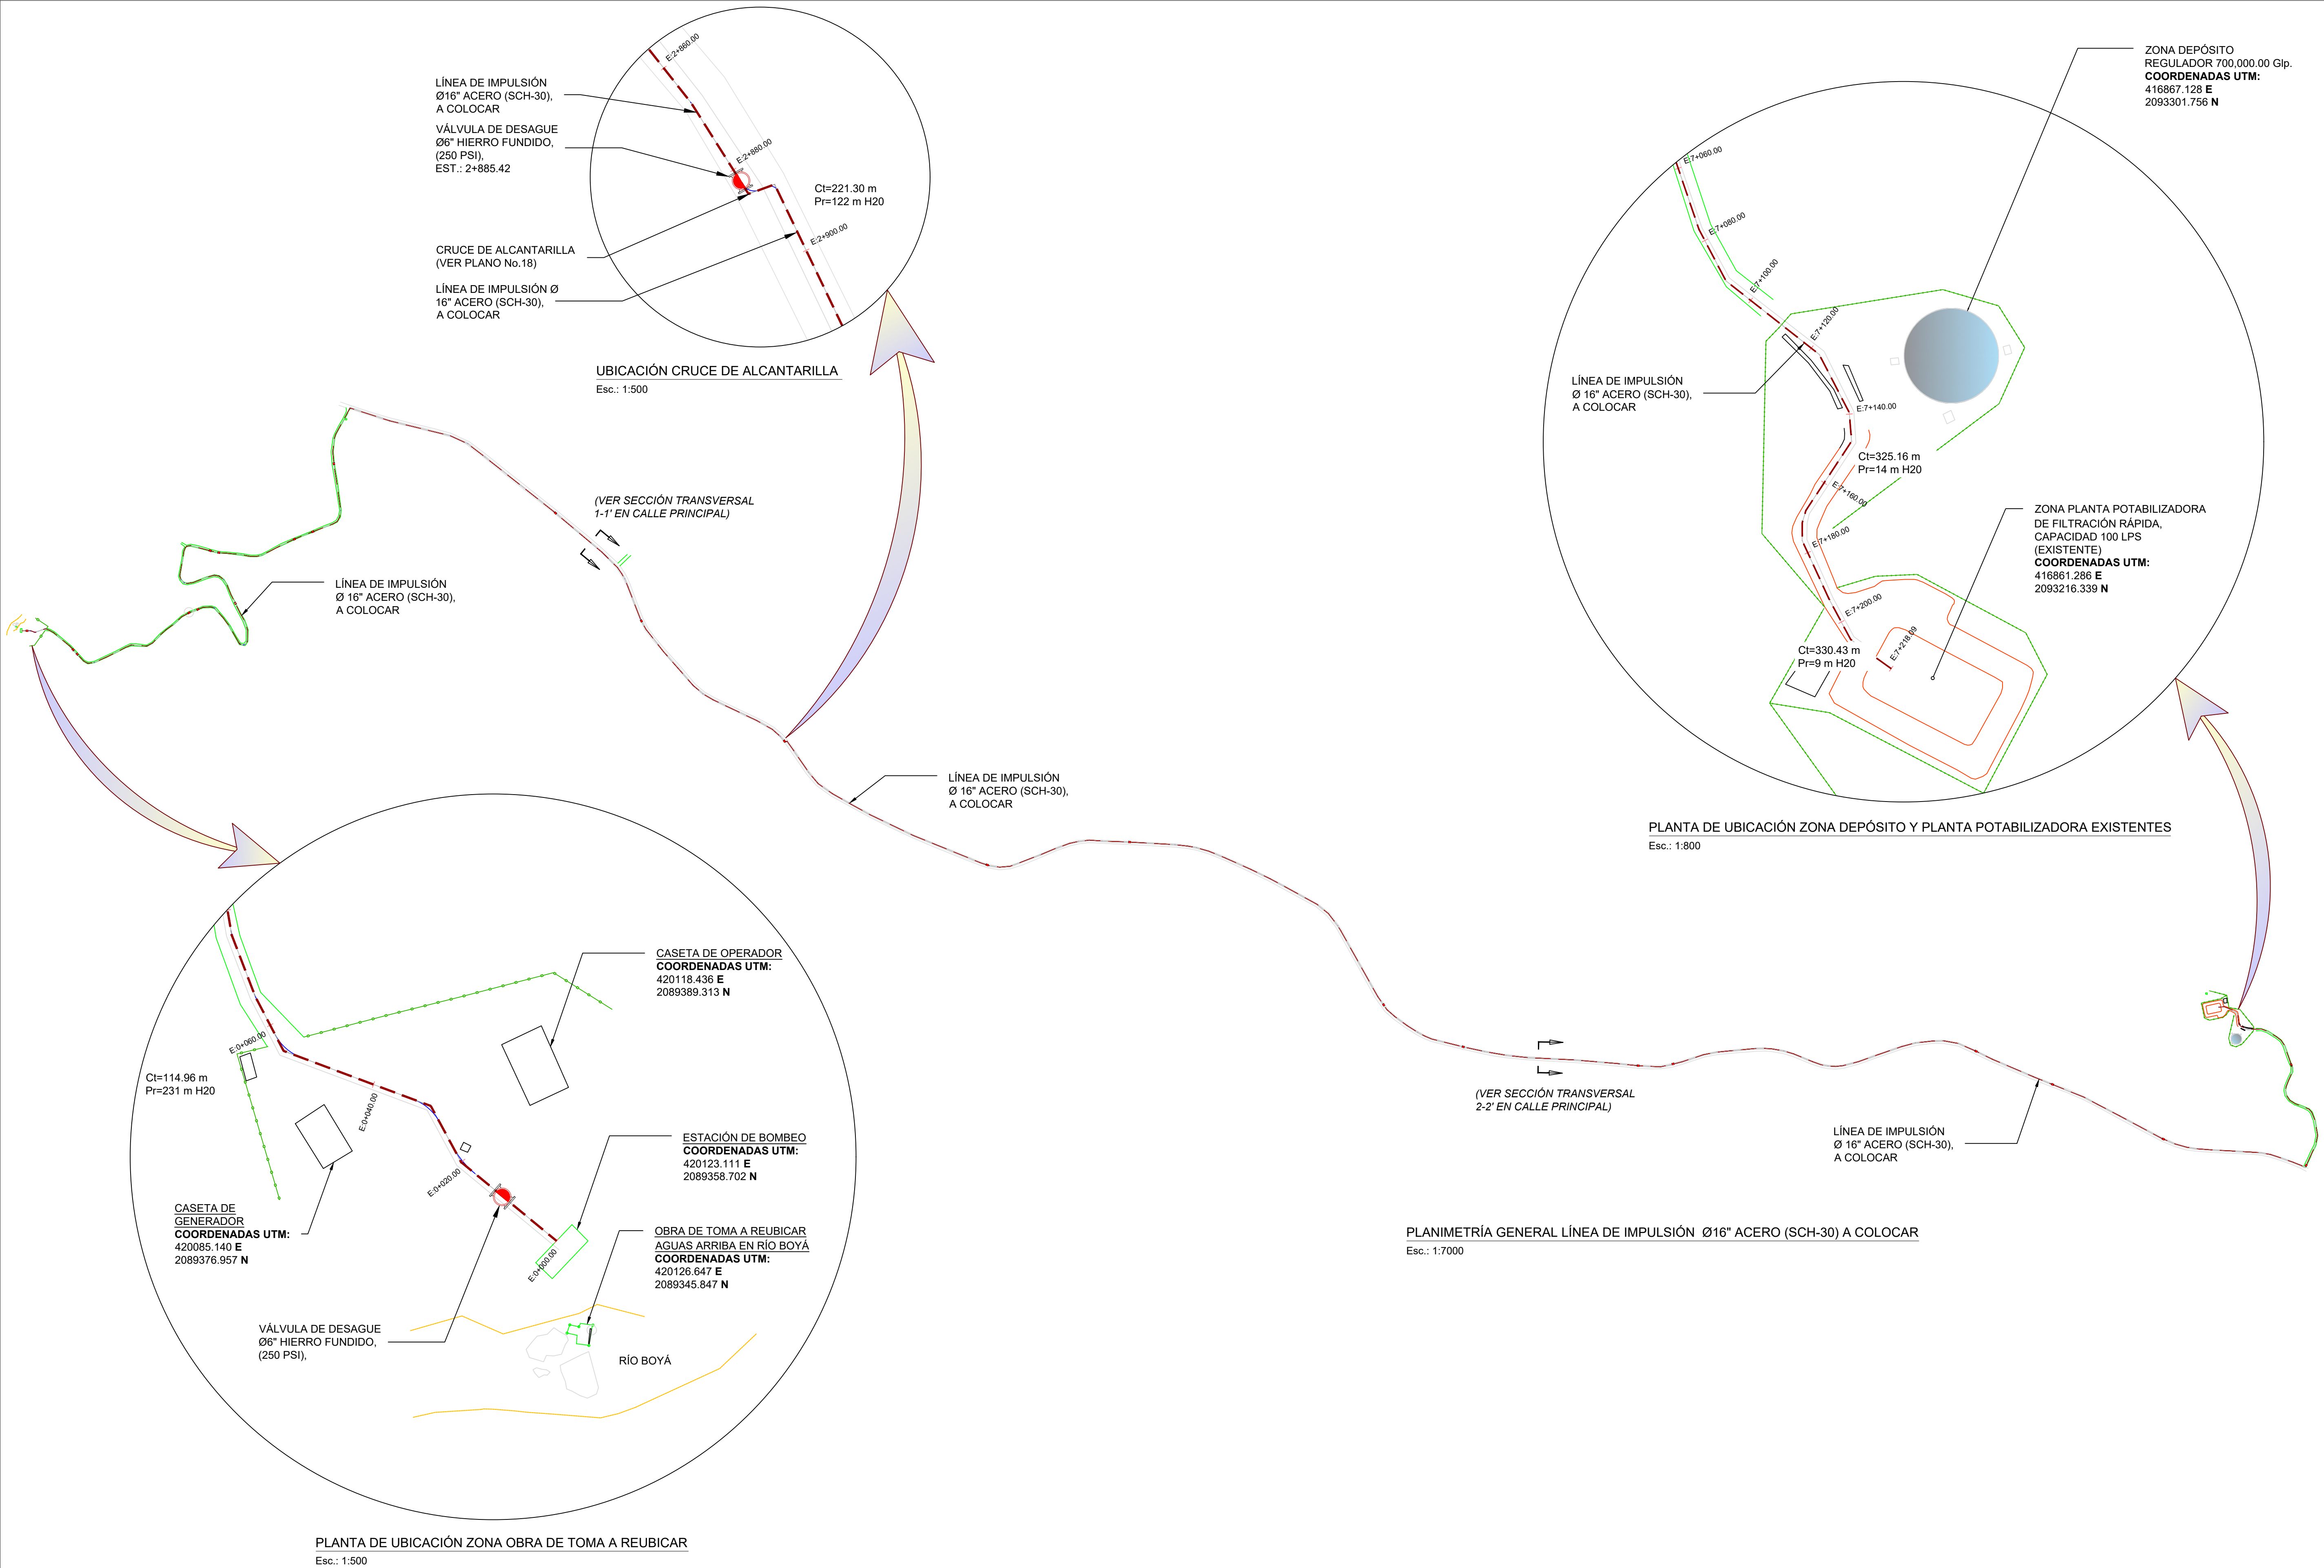 E:2+860.00
LÍNEA DE IMPULSIÓN
Ø16" ACERO (SCH-30),
A COLOCAR
VÁLVULA DE DESAGUE
Ø6" HIERRO FUNDIDO,
(250 PSI),
EST.: 2+885.42
E:2+880.00
Ct=221.30 m
Pr=122 m H20
E:2+900.00
CRUCE DE ALCANTARILLA
(VER PLANO No.18)
LÍNEA DE IMPULSIÓN Ø
16" ACERO (SCH-30),
A COLOCAR
UBICACIÓN CRUCE DE ALCANTARILLA
Esc.: 1:500
ZONA DEPÓSITO
REGULADOR 700,000.00 Glp.
COORDENADAS UTM:
416867.128 E
2093301.756 N
E:7+060.00
E:7+080.00
E:7+100.00
E:7+120.00
LÍNEA DE IMPULSIÓN
Ø 16" ACERO (SCH-30),
A COLOCAR
E:7+140.00
Ct=325.16 m
Pr=14 m H20
E:7+160.00
E:7+180.00
ZONA PLANTA POTABILIZADORA
DE FILTRACIÓN RÁPIDA,
CAPACIDAD 100 LPS
(EXISTENTE)
COORDENADAS UTM:
416861.286 E
2093216.339 N
E:7+200.00
E:7+218.09
Ct=330.43 m
Pr=9 m H20
PLANTA DE UBICACIÓN ZONA DEPÓSITO Y PLANTA POTABILIZADORA EXISTENTES
Esc.: 1:800
(VER SECCIÓN TRANSVERSAL
1-1' EN CALLE PRINCIPAL)
LÍNEA DE IMPULSIÓN
Ø 16" ACERO (SCH-30),
A COLOCAR
LÍNEA DE IMPULSIÓN
Ø 16" ACERO (SCH-30),
A COLOCAR
(VER SECCIÓN TRANSVERSAL
2-2' EN CALLE PRINCIPAL)
LÍNEA DE IMPULSIÓN
Ø 16" ACERO (SCH-30),
A COLOCAR
PLANIMETRÍA GENERAL LÍNEA DE IMPULSIÓN Ø16" ACERO (SCH-30) A COLOCAR
Esc.: 1:7000
CASETA DE OPERADOR
COORDENADAS UTM:
420118.436 E
2089389.313 N
E:0+060.00
Ct=114.96 m
Pr=231 m H20
E:0+040.00
ESTACIÓN DE BOMBEO
COORDENADAS UTM:
420123.111 E
2089358.702 N
E:0+020.00
CASETA DE
GENERADOR
COORDENADAS UTM:
420085.140 E
2089376.957 N
OBRA DE TOMA A REUBICAR
AGUAS ARRIBA EN RÍO BOYÁ
COORDENADAS UTM:
420126.647 E
2089345.847 N
E:0+000.00
VÁLVULA DE DESAGUE
Ø6" HIERRO FUNDIDO,
(250 PSI),
RÍO BOYÁ
PLANTA DE UBICACIÓN ZONA OBRA DE TOMA A REUBICAR
Esc.: 1:500